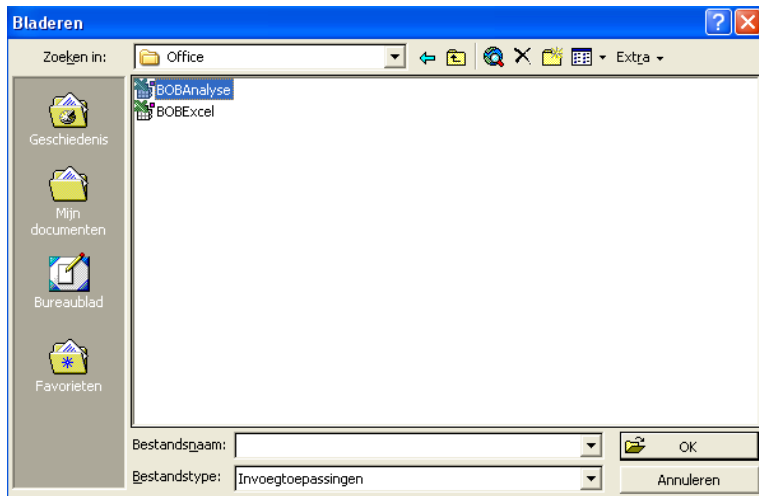 Bladeren
Zoeken in:
Office
Extra
BOBAnalyse
BOBExcel
Geschiedenis
Mijn
documenten
Bureaublad
Favorieten
Bestandsnaam:
OK
Bestandstype:
Invoegtoepassingen
Annuleren